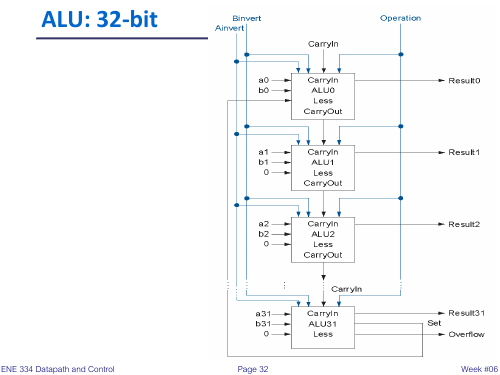 ALU: 32-bit
Binvert
Operation
Ainvert
CarryIn
a0
b0
CarryIn
ALU0
Less
CarryOut
Result0
a1
b1
0
CarryIn
ALU1
Less
CarryOut
Result1
a2
b2
0
CarryIn
ALU2
Less
CarryOut
Result2
CarryIn
a31
b31
0
CarryIn
ALU31
Less
Result31
Set
Overflow
ENE 334 Datapath and Control
Page 32
Week #06